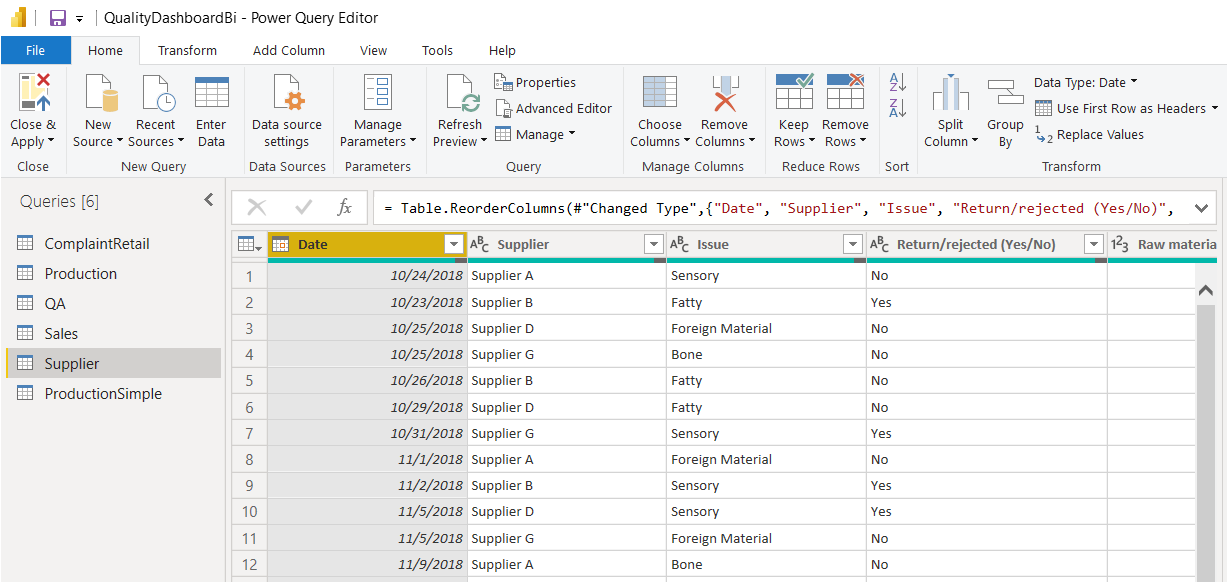 QualityDashboardBi - Power Query Editor
File Home Transform Add Column View Tools Help
Close & Apply
New Source
Recent Sources
Enter Data
Data source settings
Manage Parameters
Refresh Preview
Properties
Advanced Editor
Manage
Choose Columns
Remove Columns
Keep Rows
Remove Rows
A Z
Z A
Split Column
Group By
Data Type: Date
Use First Row as Headers
1 2 Replace Values
Close New Query Data Sources Parameters Query Manage Columns Reduce Rows Sort Transform
Queries [6]
ComplaintRetail
Production
QA
Sales
Supplier
ProductionSimple
fx = Table.ReorderColumns(#"Changed Type",{"Date", "Supplier", "Issue", "Return/rejected (Yes/No)",
Date ABC Supplier ABC Issue ABC Return/rejected (Yes/No) 123 Raw materia
1 10/24/2018 Supplier A Sensory No
2 10/23/2018 Supplier B Fatty Yes
3 10/25/2018 Supplier D Foreign Material No
4 10/25/2018 Supplier G Bone No
5 10/26/2018 Supplier B Fatty No
6 10/29/2018 Supplier D Fatty No
7 10/31/2018 Supplier G Sensory Yes
8 11/1/2018 Supplier A Foreign Material No
9 11/2/2018 Supplier B Sensory Yes
10 11/5/2018 Supplier D Sensory Yes
11 11/5/2018 Supplier G Foreign Material No
12 11/9/2018 Supplier A Bone No